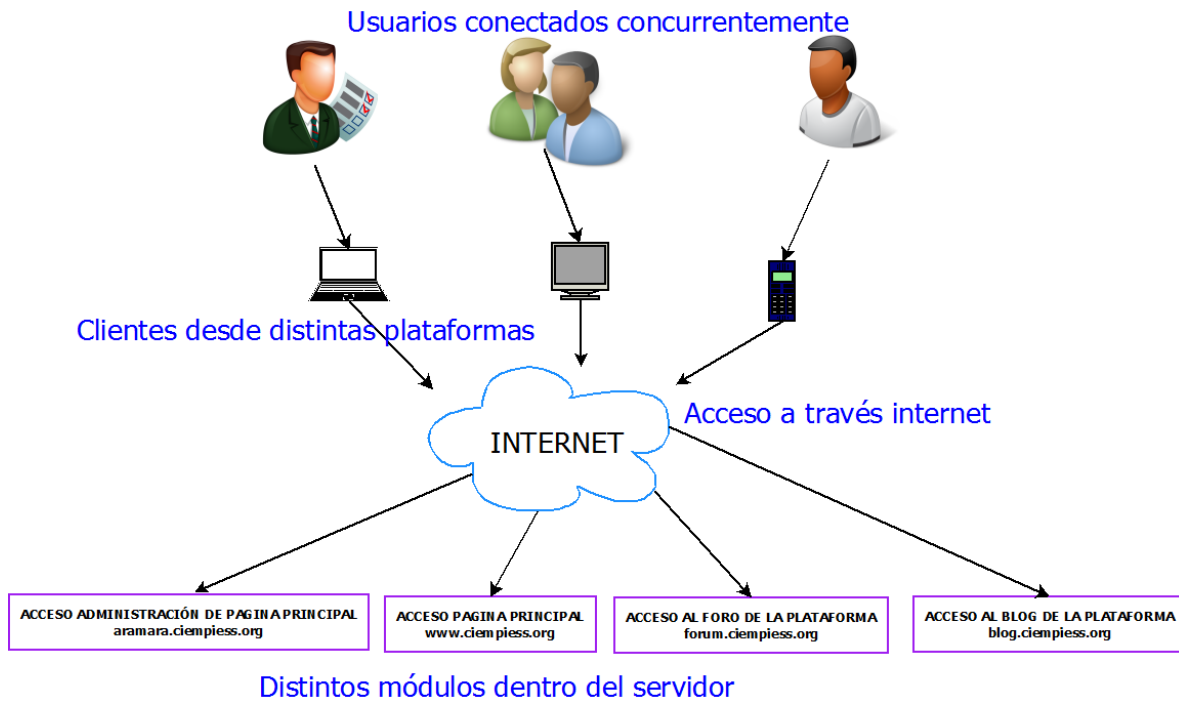 Usuarios conectados concurrentemente
Clientes desde distintas plataformas
Acceso a través internet
INTERNET
ACCESO ADMINISTRACIÓN DE PAGINA PRINCIPAL
aramara.ciempiess.org
ACCESO PAGINA PRINCIPAL
www.ciempiess.org
ACCESO AL FORO DE LA PLATAFORMA
forum.ciempiess.org
ACCESO AL BLOG DE LA PLATAFORMA
blog.ciempiess.org
Distintos módulos dentro del servidor